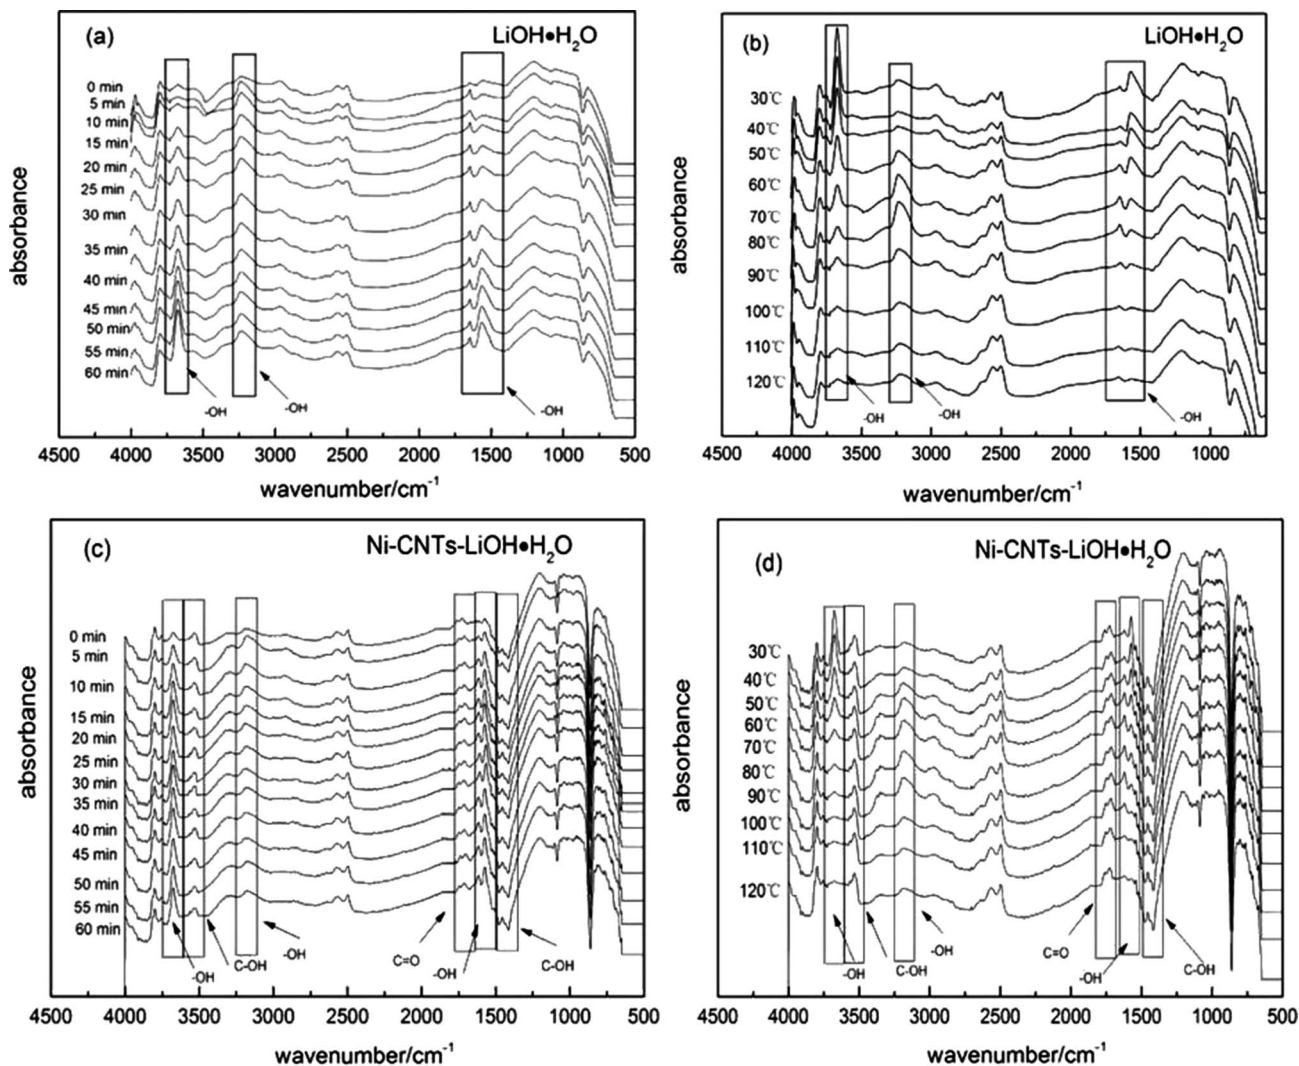 (a)
LiOH•H2O
0 min
5 min
10 min
15 min
20 min
25 min
30 min
35 min
40 min
45 min
50 min
55 min
60 min
-OH
-OH
-OH
absorbance
4500 4000 3500 3000 2500 2000 1500 1000 500
wavenumber/cm-1
(b)
LiOH•H2O
30℃
40℃
50℃
60℃
70℃
80℃
90℃
100℃
110℃
120℃
-OH
-OH
-OH
absorbance
4500 4000 3500 3000 2500 2000 1500 1000
wavenumber/cm-1
(c)
Ni-CNTs-LiOH•H2O
0 min
5 min
10 min
15 min
20 min
25 min
30 min
35 min
40 min
45 min
50 min
55 min
60 min
-OH
C-OH
-OH
C=O
-OH
C-OH
absorbance
4500 4000 3500 3000 2500 2000 1500 1000 500
wavenumber/cm-1
(d)
Ni-CNTs-LiOH•H2O
30℃
40℃
50℃
60℃
70℃
80℃
90℃
100℃
110℃
120℃
-OH
C-OH
-OH
C=O
-OH
C-OH
absorbance
4500 4000 3500 3000 2500 2000 1500 1000 500
wavenumber/cm-1